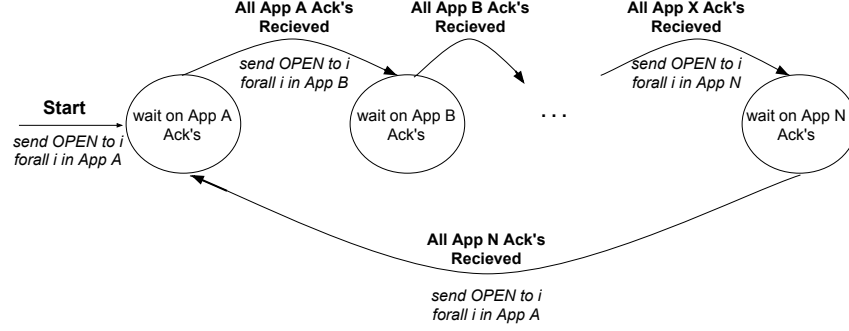 All App A Ack's
Recieved
All App B Ack's
Recieved
All App X Ack's
Recieved
send OPEN to i
forall i in App B
send OPEN to i
forall i in App N
Start
send OPEN to i
forall i in App A
wait on App A
Ack's
wait on App B
Ack's
. . .
wait on App N
Ack's
All App N Ack's
Recieved
send OPEN to i
forall i in App A